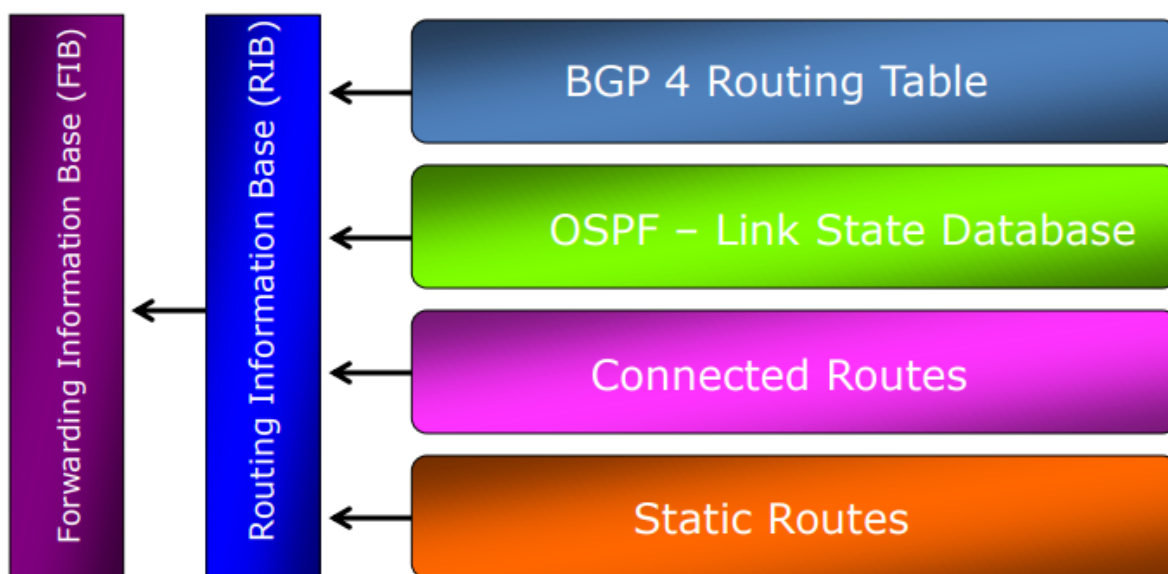 Forwarding Information Base (FIB)
Routing Information Base (RIB)
BGP 4 Routing Table
OSPF – Link State Database
Connected Routes
Static Routes